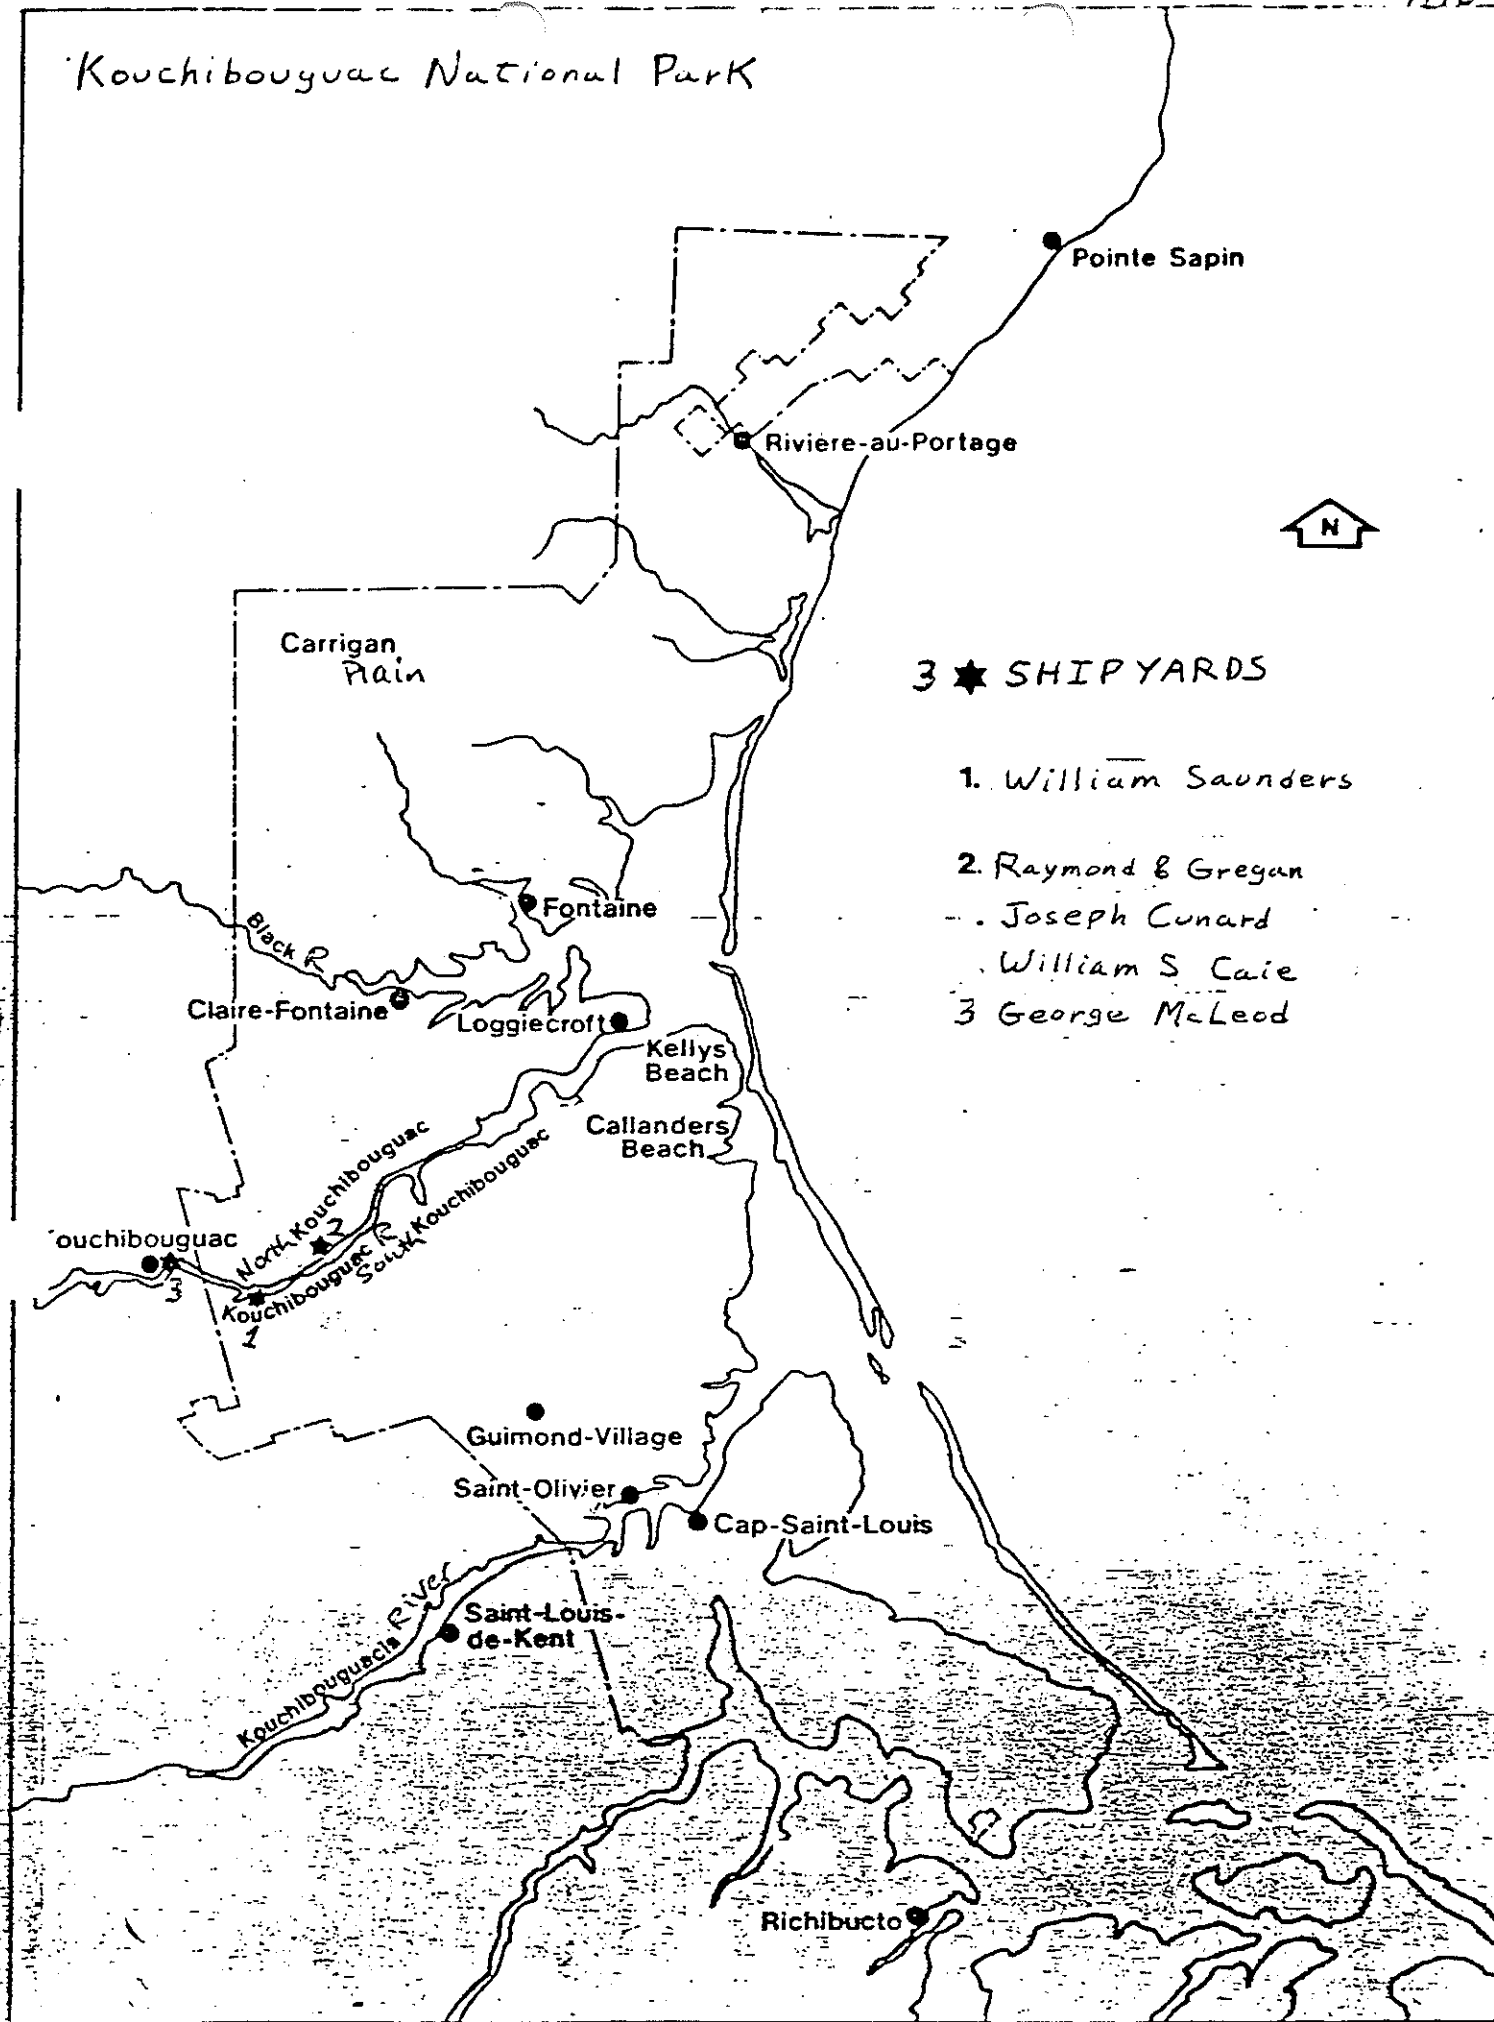 Kouchibouguac National Park
Pointe Sapin
Rivière-au-Portage
N
Carrigan
Plain
3 ★ SHIPYARDS
1. William Saunders
2. Raymond & Gregan
. Joseph Cunard
. William S Caie
3 George McLeod
Fontaine
Black R
Claire-Fontaine
Loggiecroft
Kellys
Beach
Callanders
Beach
North Kouchibouguac
South Kouchibouguac
2
ouchibouguac
3
Kouchibouguac R
1
Guimond-Village
Saint-Olivier
Cap-Saint-Louis
Saint-Louis-
de-Kent
Kouchibouguacis River
Richibucto